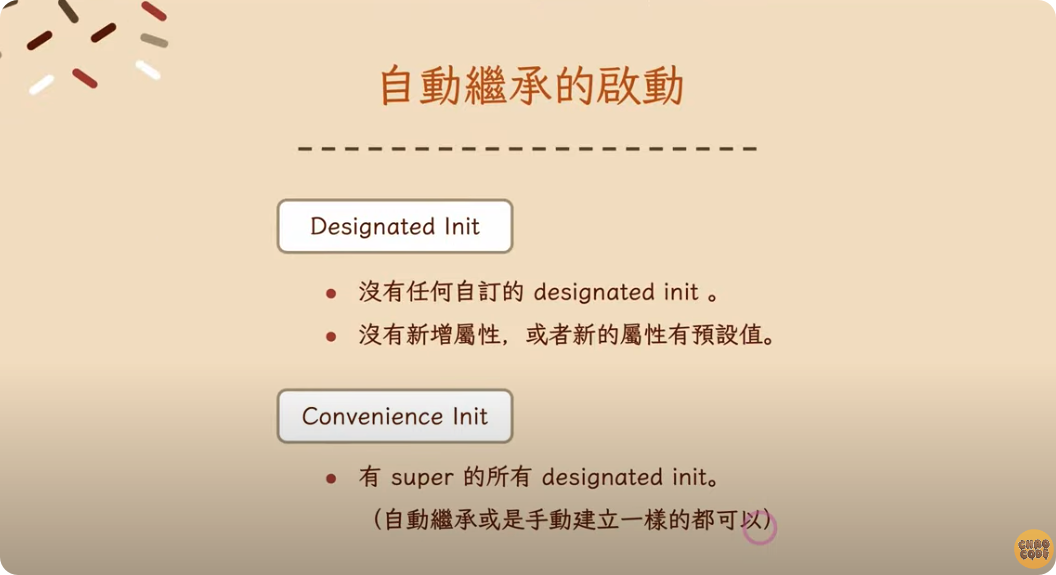 自動繼承的啟動
Designated Init
沒有任何自訂的 designated init 。
沒有新增屬性，或者新的屬性有預設值。
Convenience Init
有 super 的所有 designated init。
（自動繼承或是手動建立一樣的都可以）
CHAO
CODE